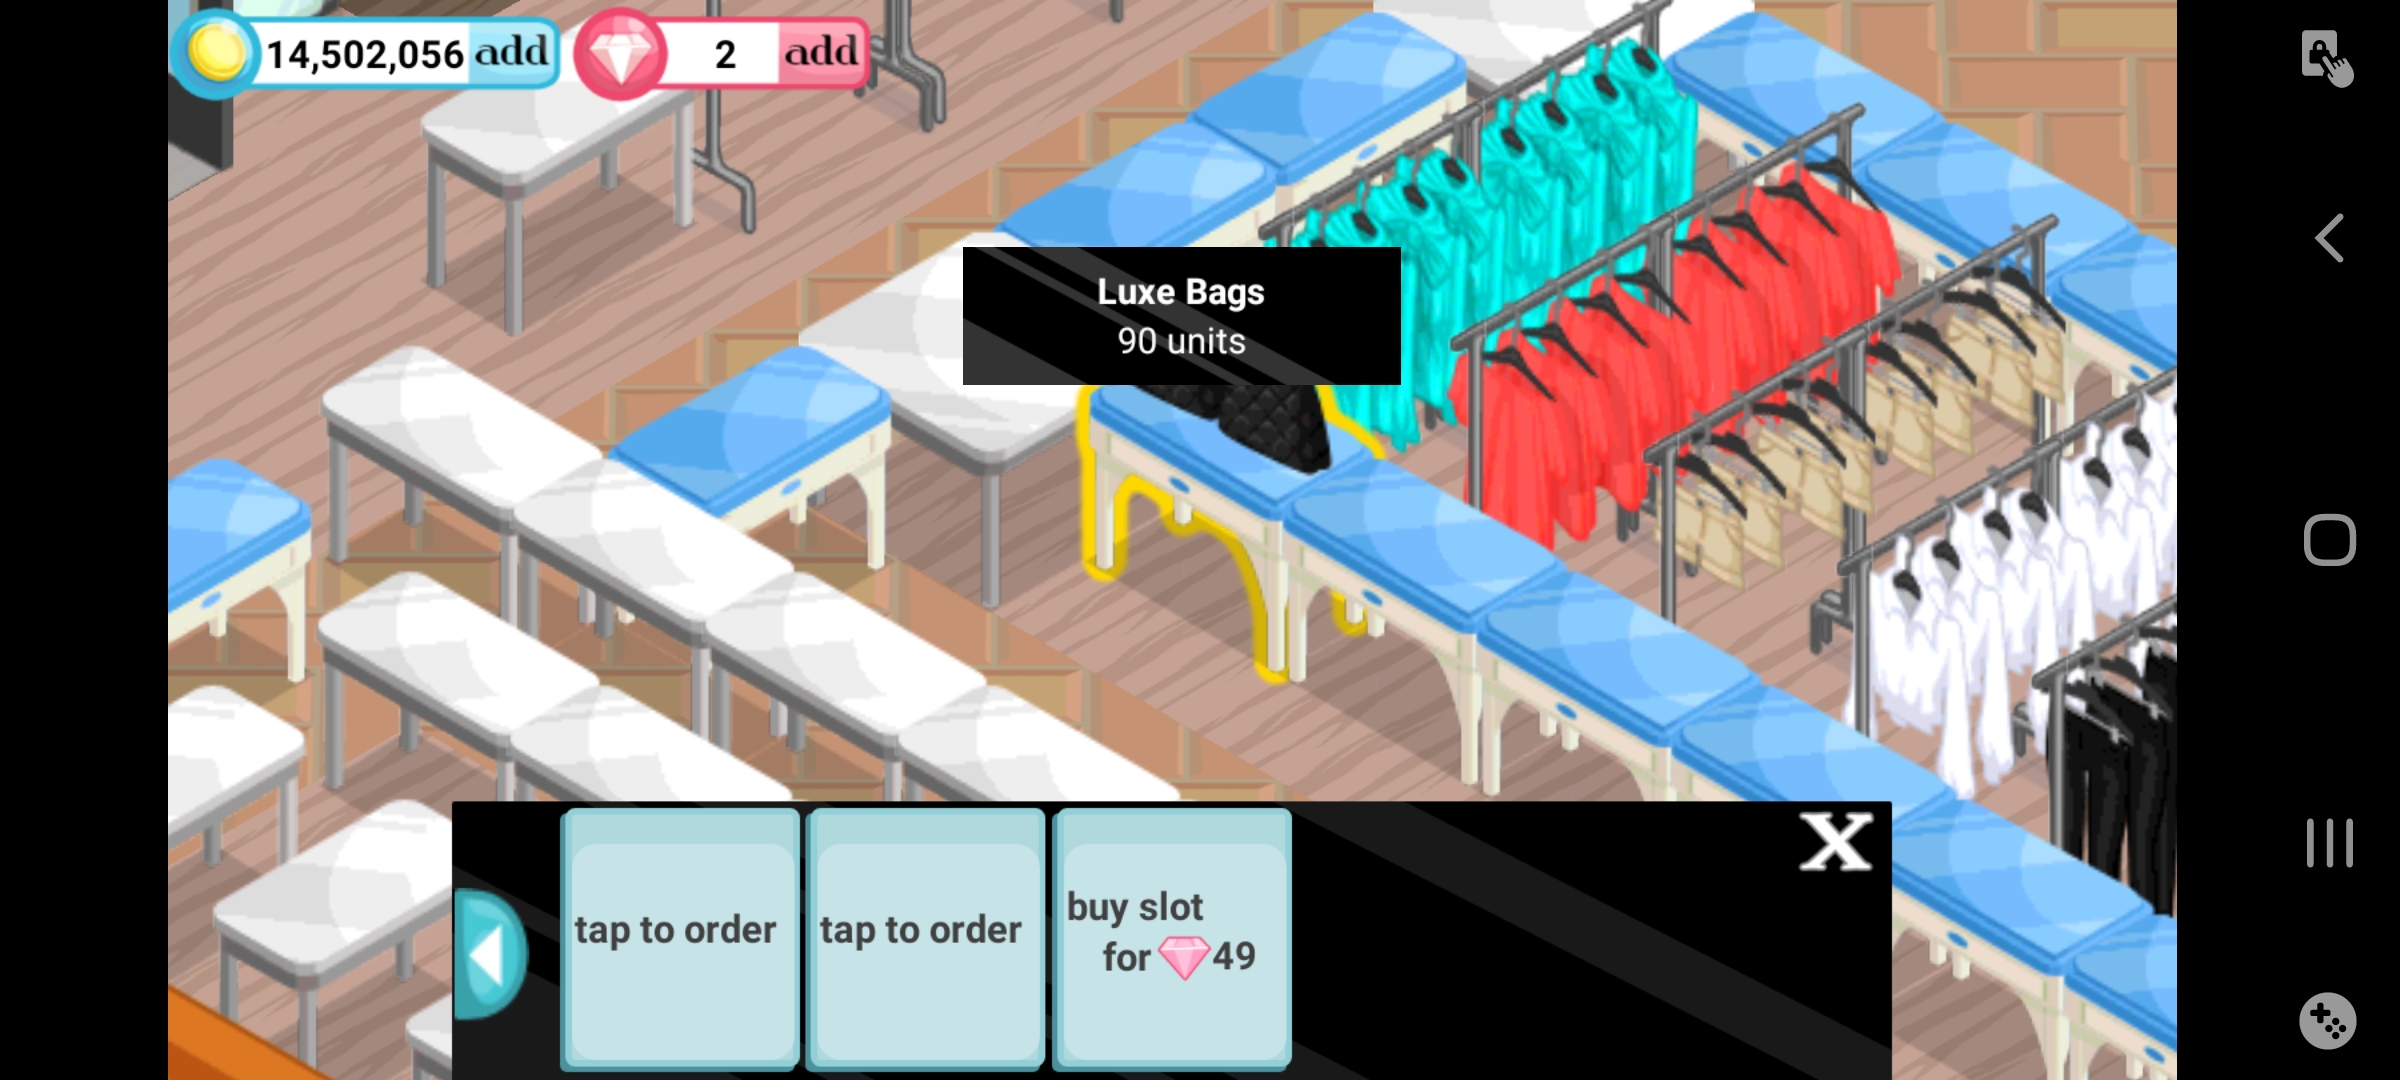 14,502,056 add 2 add
Luxe Bags
90 units
X
tap to order tap to order
buy slot
for 49